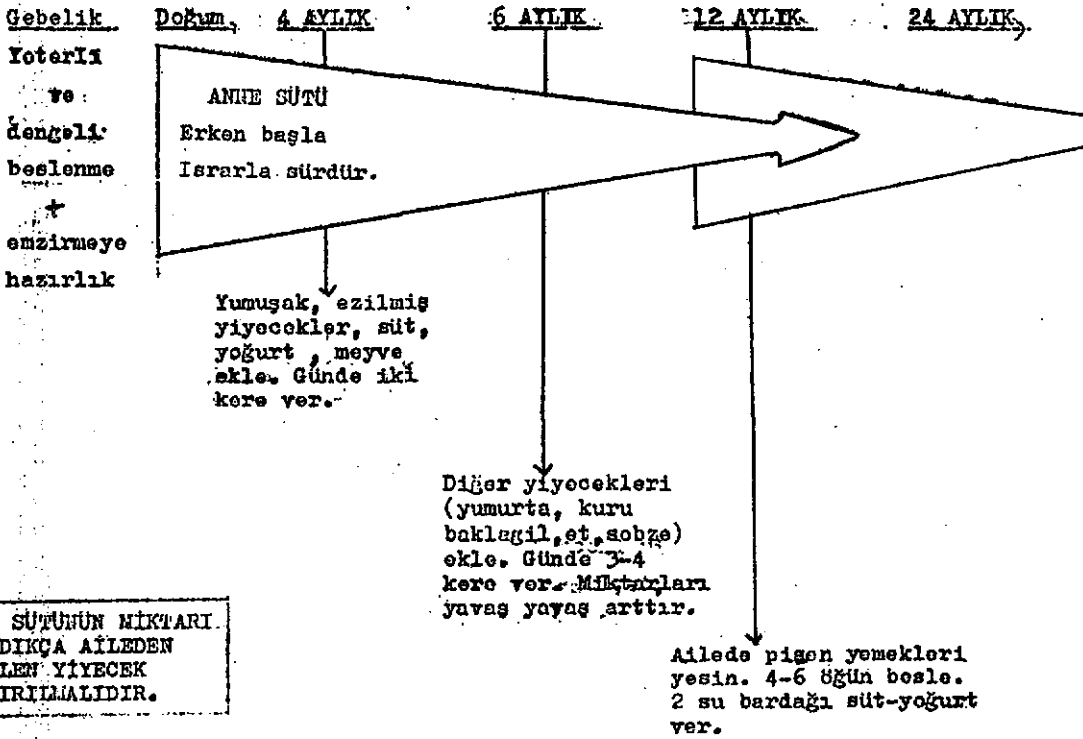 Gebelik Doğum 4 AYLIK 6 AYLIK 12 AYLIK 24 AYLIK
Yeterli
ve
dengeli
beslenme
+
emzirmeye
hazırlık
ANNE SÜTÜ
Erken başla
Israrla sürdür.
Yumuşak, ezilmiş
yiyecekler, süt,
yoğurt , meyve
ekle. Günde iki
kere ver.
Diğer yiyecekleri
(yumurta, kuru
baklagil,et,sebze)
ekle. Günde 3-4
kere ver. Miktarları
yavaş yavaş arttır.
Ailede pişen yemekleri
yesin. 4-6 öğün besle.
2 su bardağı süt-yoğurt
ver.
SÜTÜNÜN MİKTARI
DIKÇA AİLEDEN
LEN YİYECEK
IRILMALIDIR.